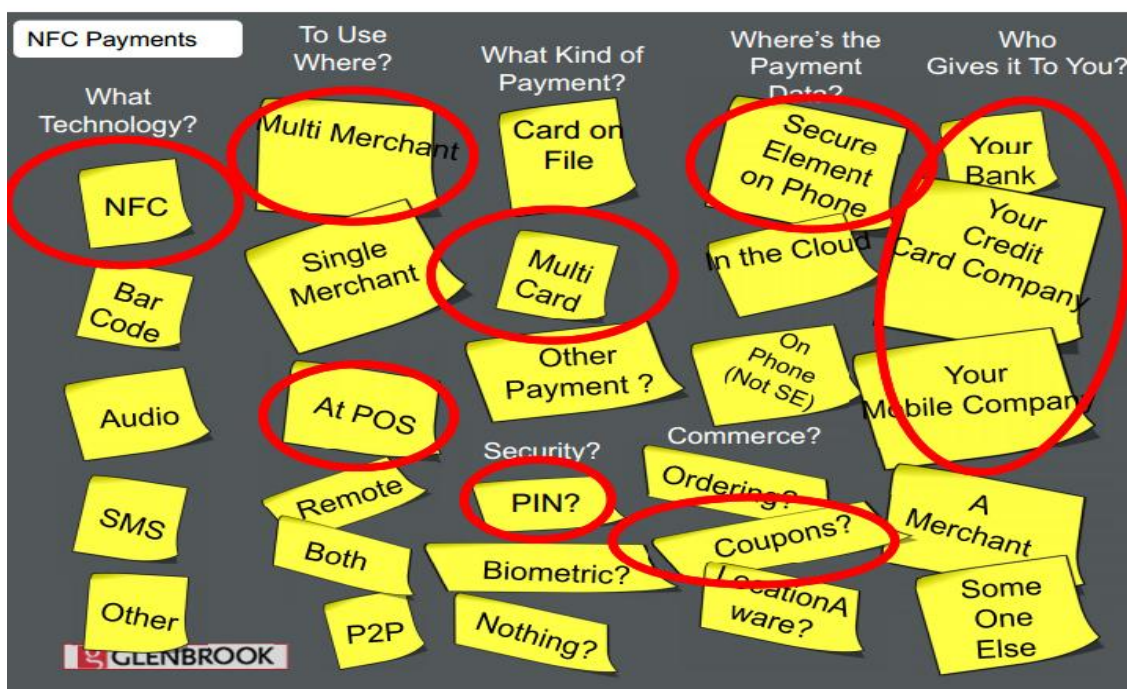 NFC Payments
What
Technology?
NFC
Bar
Code
Audio
SMS
Other
GLENBROOK
To Use
Where?
Multi Merchant
Single
Merchant
At POS
Remote
Both
P2P
What Kind of
Payment?
Card on
File
Multi
Card
Other
Payment ?
Security?
PIN?
Biometric?
Nothing?
Where's the
Payment
Data?
Secure
Element
on Phone
In the Cloud
On
Phone
(Not SE)
Commerce?
Ordering?
Coupons?
LocationA
ware?
Who
Gives it To You?
Your
Bank
Your
Credit
Card Company
Your
Mobile Company
A
Merchant
Some
One
Else